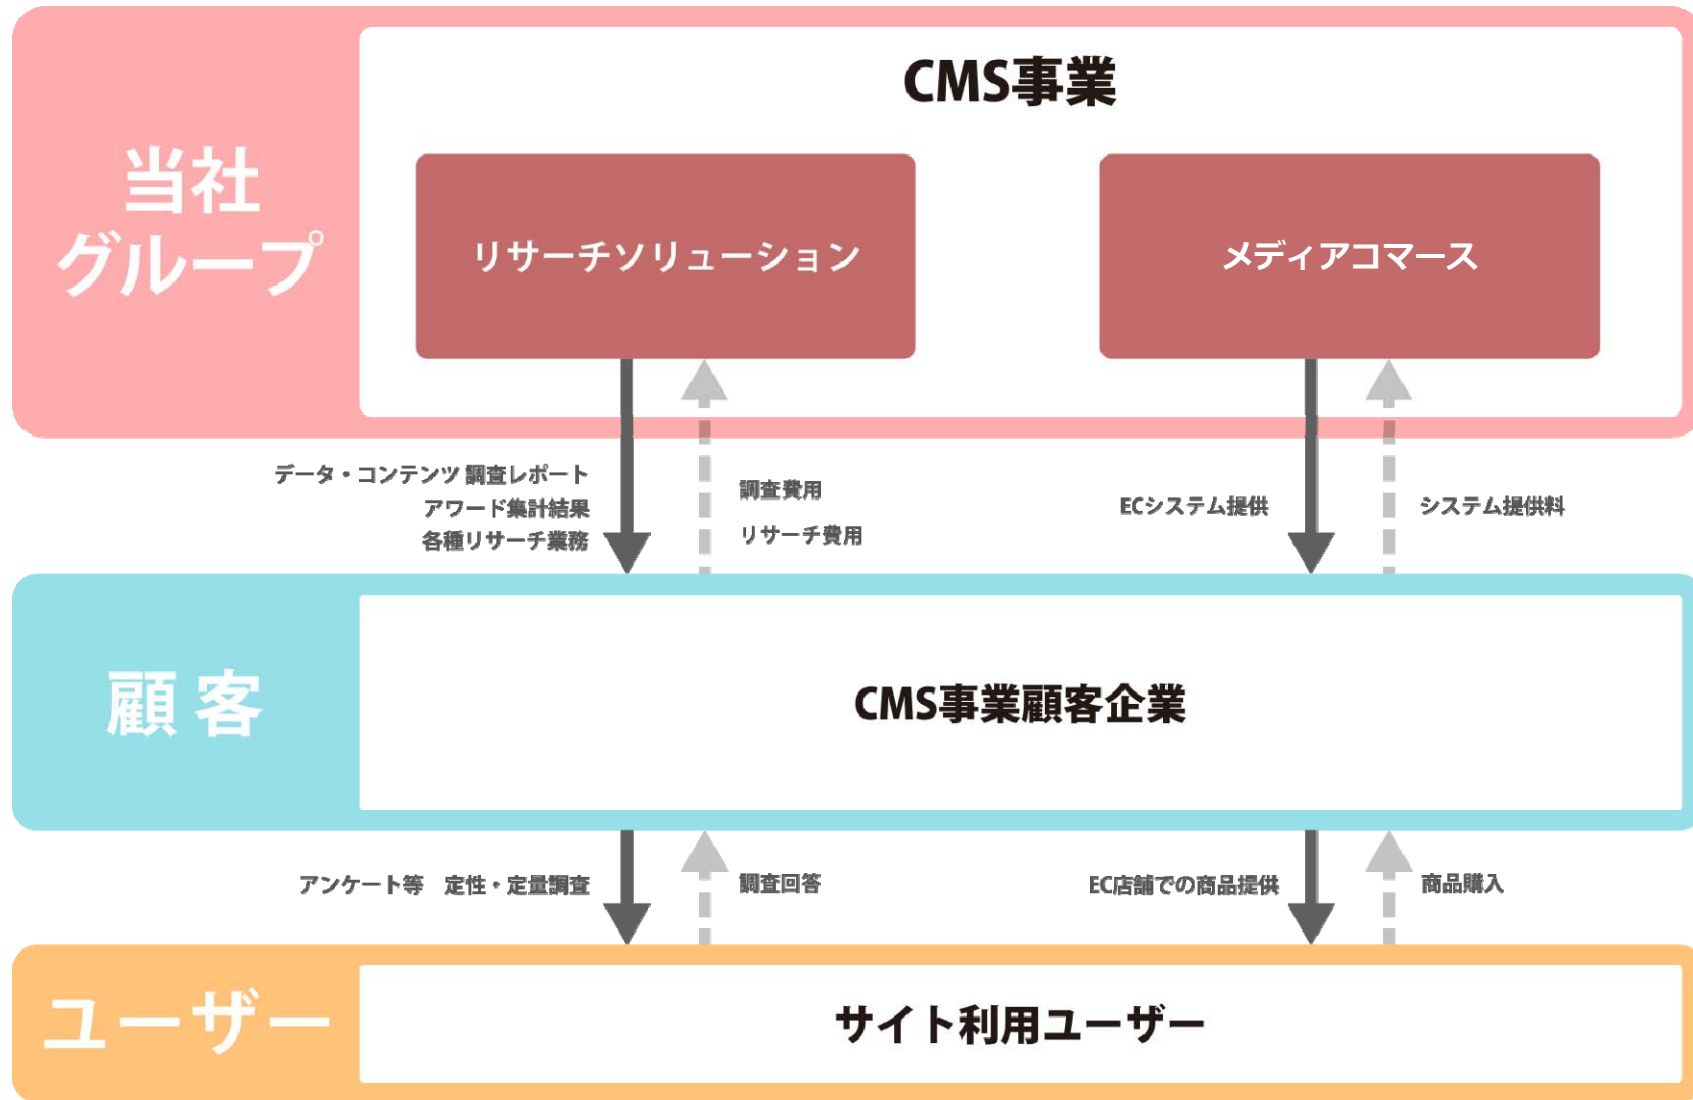 CMS事業
当社
グループ
リサーチソリューション
メディアコマース
データ・コンテンツ 調査レポート
アワード集計結果
各種リサーチ業務
調査費用
リサーチ費用
ECシステム提供
システム提供料
顧客
CMS事業顧客企業
アンケート等　定性・定量調査
調査回答
EC店舗での商品提供
商品購入
ユーザー
サイト利用ユーザー